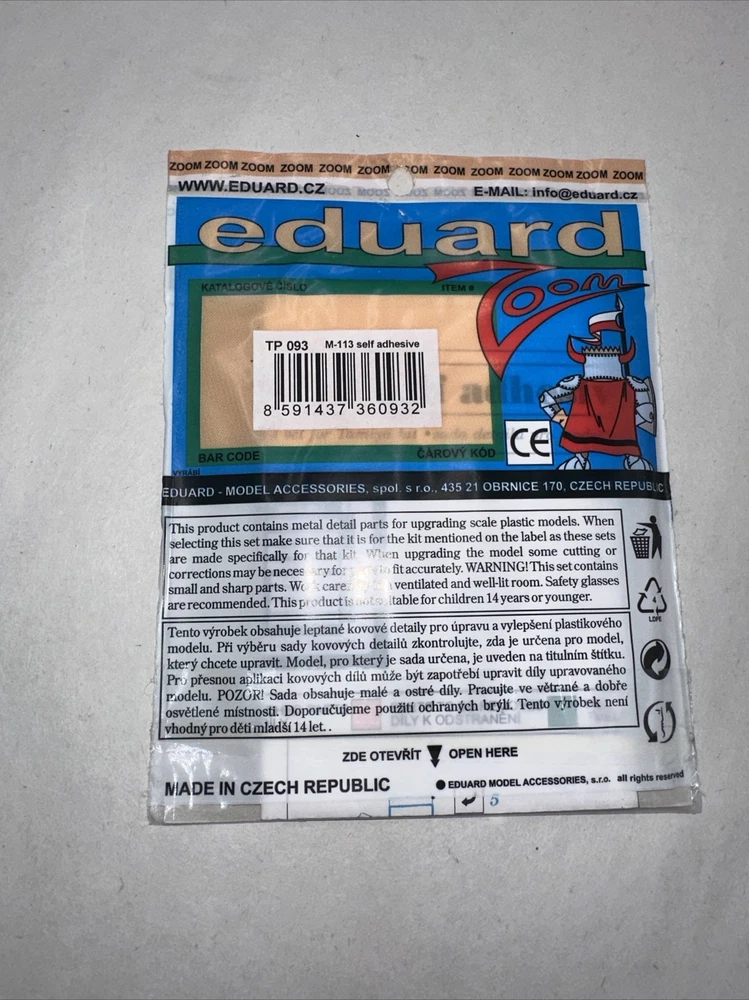 ZOOM ZOOM ZOOM ZOOM ZOOM ZOOM ZOOM ZOOM ZOOM ZOOM ZOOM ZOOM
WWW.EDUARD.CZ E-MAIL: info@eduard.cz
eduard
Zoom
KATALOGOVÉ ČÍSLO ITEM #
TP 093 M-113 self adhesive
8 591437 360932
BAR CODE ČÁROVÝ KÓD
CE
VYRÁBÍ
EDUARD - MODEL ACCESSORIES, spol. s r.o., 435 21 OBRNICE 170, CZECH REPUBLIC
This product contains metal detail parts for upgrading scale plastic models. When
selecting this set make sure that it is for the kit mentioned on the label as these sets
are made specifically for that kit. When upgrading the model some cutting or
corrections may be necessary for to fit accurately. WARNING! This set contains
small and sharp parts. Work ventilated and well-lit room. Safety glasses
are recommended. This product is not suitable for children 14 years or younger.
Tento výrobek obsahuje leptané kovové detaily pro úpravu a vylepšení plastikového
modelu. Při výběru sady kovových detailů zkontrolujte, zda je určena pro model,
který chcete upravit. Model, pro který je sada určena, je uveden na titulním štítku.
Pro přesnou aplikaci kovových dílů může být zapotřebí upravit díly upravovaného
modelu. POZOR! Sada obsahuje malé a ostré díly. Pracujte ve větrané a dobře
osvětlené místnosti. Doporučujeme použití ochraných brýlí. Tento výrobek není
vhodný pro děti mladší 14 let. .
4
LDPE
DÍLY K ODSTRANĚNÍ
ZDE OTEVŘÍT OPEN HERE
MADE IN CZECH REPUBLIC
EDUARD MODEL ACCESSORIES, s.r.o. all rights reserved
5